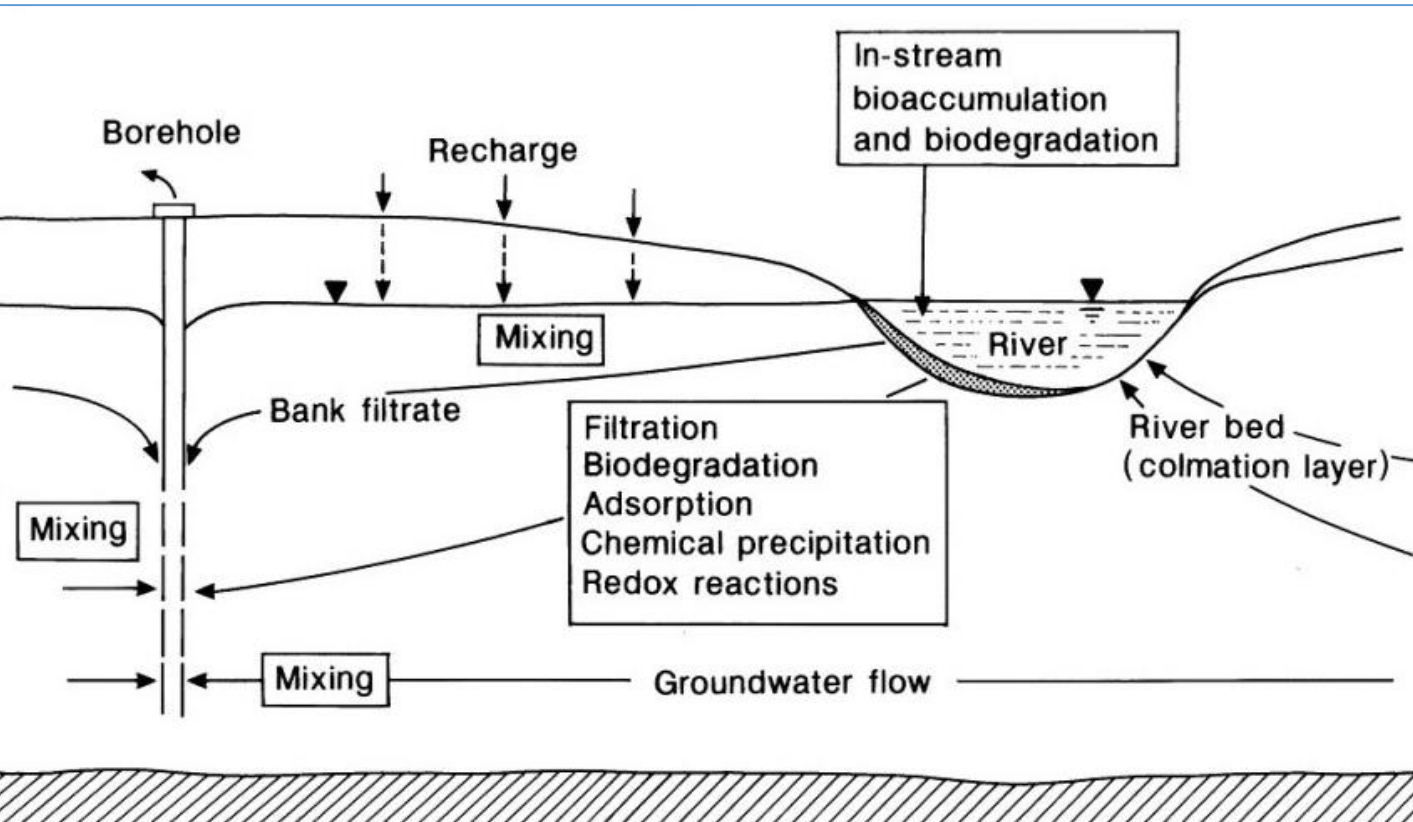 In-stream
bioaccumulation
and biodegradation
Borehole
Recharge
Mixing
River
Bank filtrate
Filtration
Biodegradation
Adsorption
Chemical precipitation
Redox reactions
River bed
(colmation layer)
Mixing
Mixing
Groundwater flow